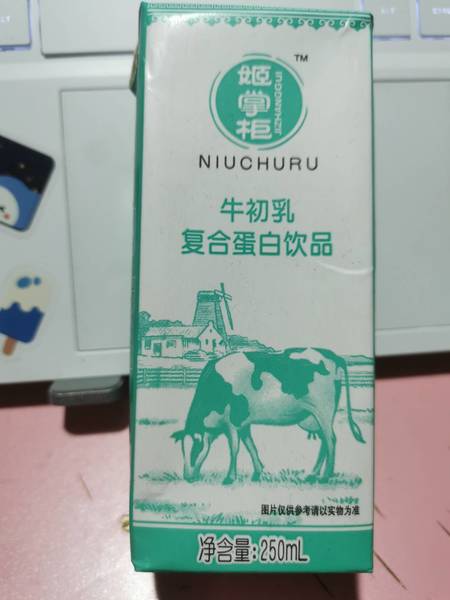 TM
姬掌柜
JIZHANGGUI
NIUCHURU
牛初乳
复合蛋白饮品
图片仅供参考请以实物为准
净含量:250mL